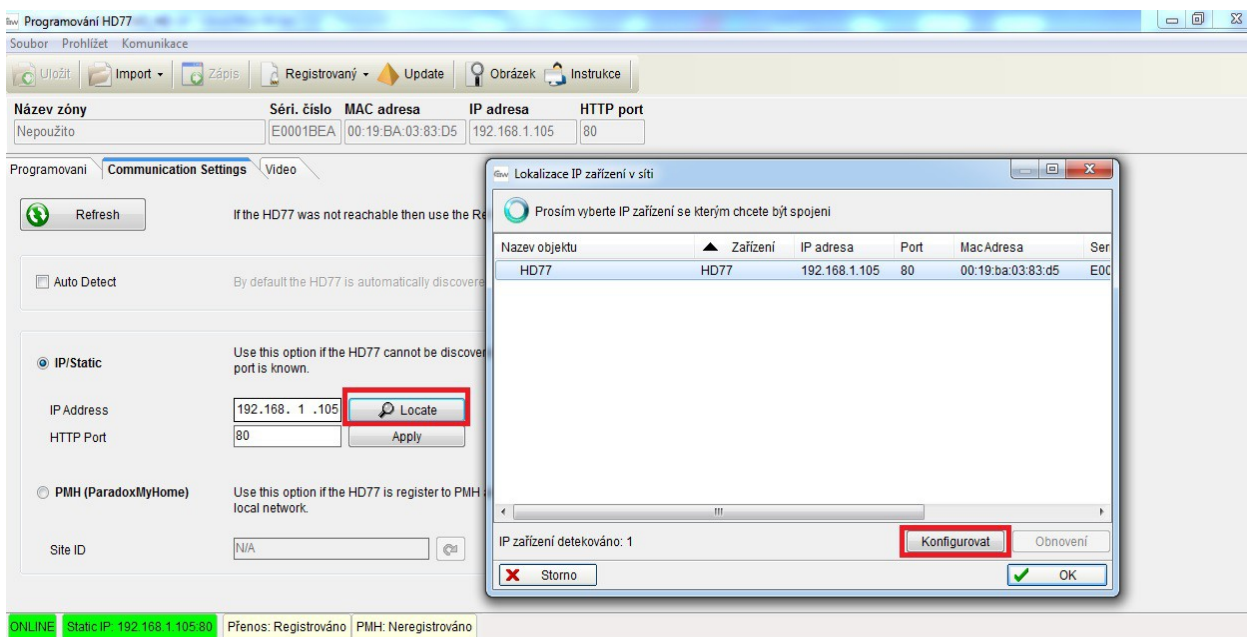 Programování HD77
Soubor Prohlížet Komunikace
Uložit Import Zápis Registrovaný Update Obrázek Instrukce
Název zóny Séri. číslo MAC adresa IP adresa HTTP port
Nepoužito E0001BEA 00:19:BA:03:83:D5 192.168.1.105 80
Programovani Communication Settings Video
Refresh If the HD77 was not reachable then use the Re
Auto Detect By default the HD77 is automatically discovere
IP/Static Use this option if the HD77 cannot be discover
port is known.
IP Address 192.168. 1 .105 Locate
HTTP Port 80 Apply
PMH (ParadoxMyHome) Use this option if the HD77 is register to PMH
local network.
Site ID N/A
Lokalizace IP zařízení v síti
Prosím vyberte IP zařízení se kterým chcete být spojeni
Nazev objektu Zařízení IP adresa Port Mac Adresa Ser
HD77 HD77 192.168.1.105 80 00:19:ba:03:83:d5 E00
IP zařízení detekováno: 1 Konfigurovat Obnovení
Storno OK
ONLINE Static IP: 192.168.1.105:80 Přenos: Registrováno PMH: Neregistrováno